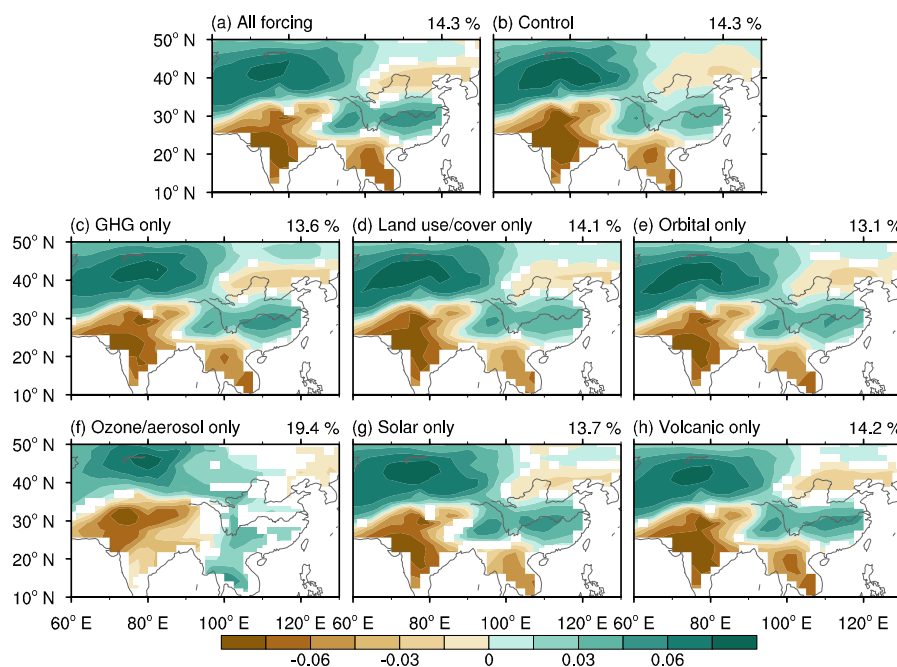 (a) All forcing 14.3 % (b) Control 14.3 %
50° N
40° N
30° N
20° N
10° N
(c) GHG only 13.6 % (d) Land use/cover only 14.1 % (e) Orbital only 13.1 %
50° N
40° N
30° N
20° N
10° N
(f) Ozone/aerosol only 19.4 % (g) Solar only 13.7 % (h) Volcanic only 14.2 %
50° N
40° N
30° N
20° N
10° N
60° E 80° E 100° E 120° E 60° E 80° E 100° E 120° E 60° E 80° E 100° E 120° E
-0.06 -0.03 0 0.03 0.06